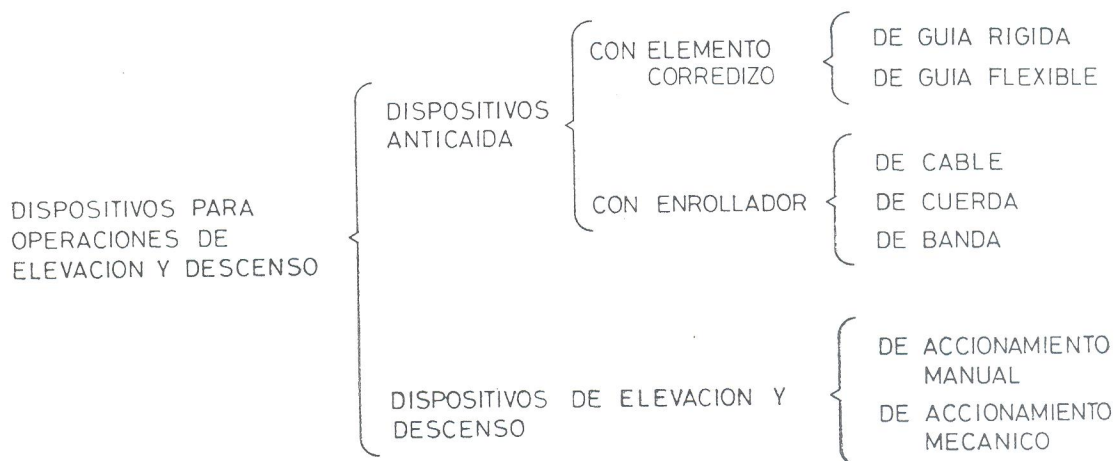 DISPOSITIVOS PARA
OPERACIONES DE
ELEVACION Y DESCENSO
DISPOSITIVOS
ANTICAIDA
CON ELEMENTO
CORREDIZO
DE GUIA RIGIDA
DE GUIA FLEXIBLE
CON ENROLLADOR
DE CABLE
DE CUERDA
DE BANDA
DISPOSITIVOS DE ELEVACION Y
DESCENSO
DE ACCIONAMIENTO
MANUAL
DE ACCIONAMIENTO
MECANICO